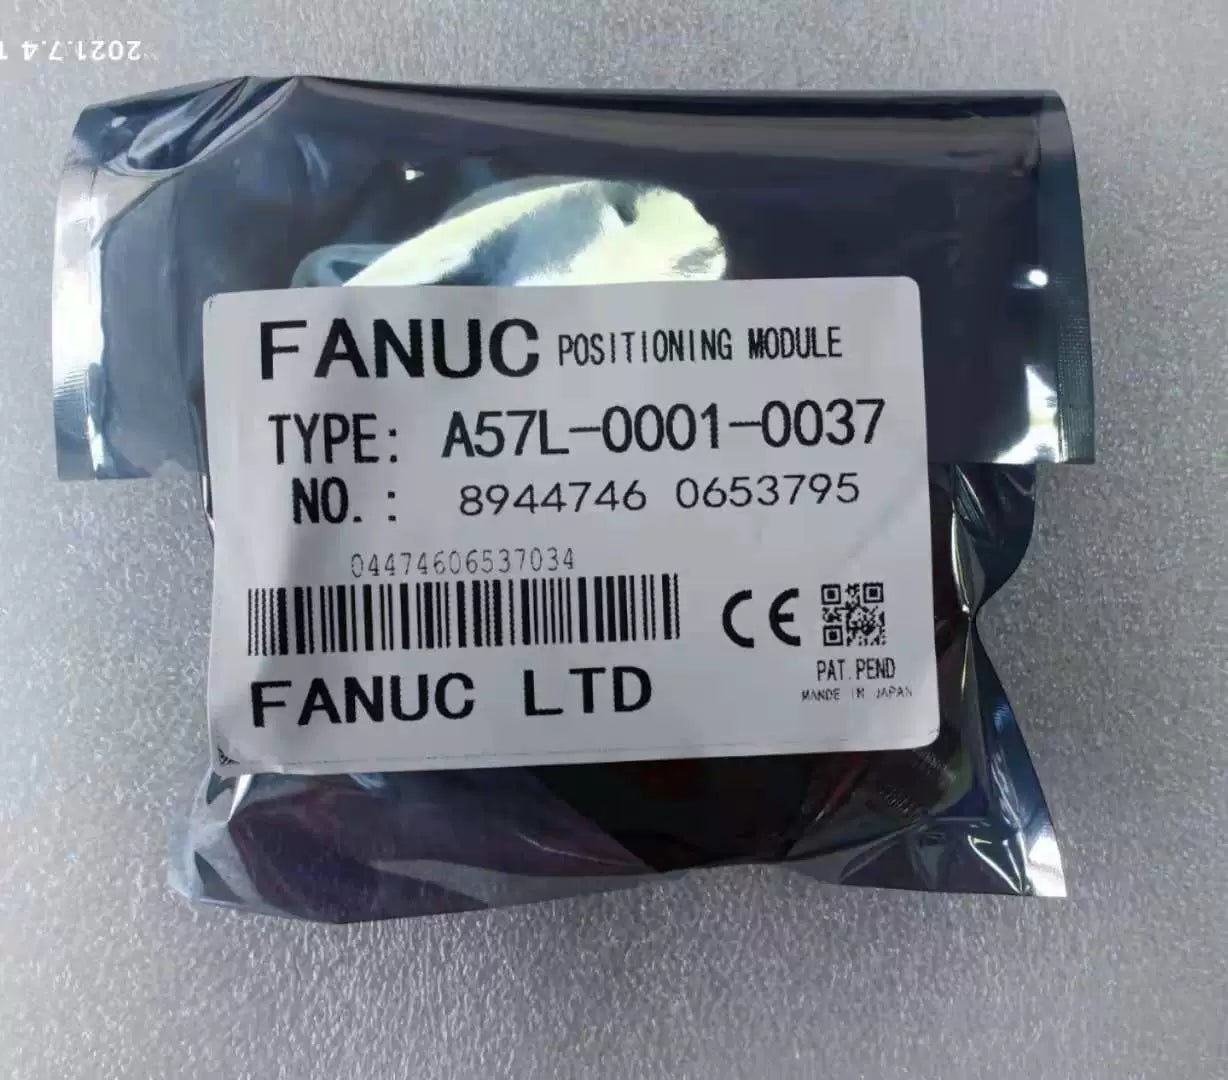 2021.7.4 1
FANUC POSITIONING MODULE
TYPE: A57L-0001-0037
NO.: 8944746 0653795
04474606537034
CE
FANUC LTD
PAT.PEND
MANDE IN JAPAN